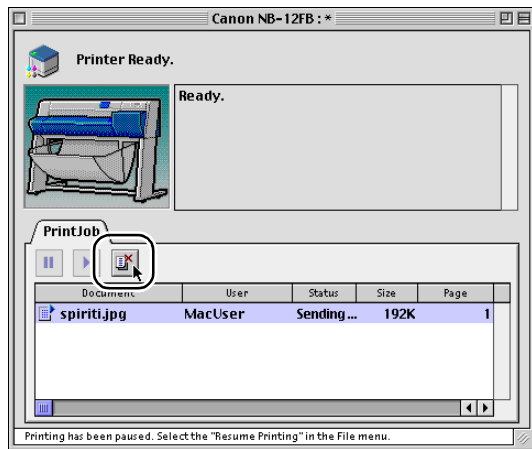 Canon NB-12FB : *
Printer Ready.
Ready.
PrintJob
Document User Status Size Page
spiriti.jpg MacUser Sending... 192K 1
Printing has been paused. Select the "Resume Printing" in the File menu.